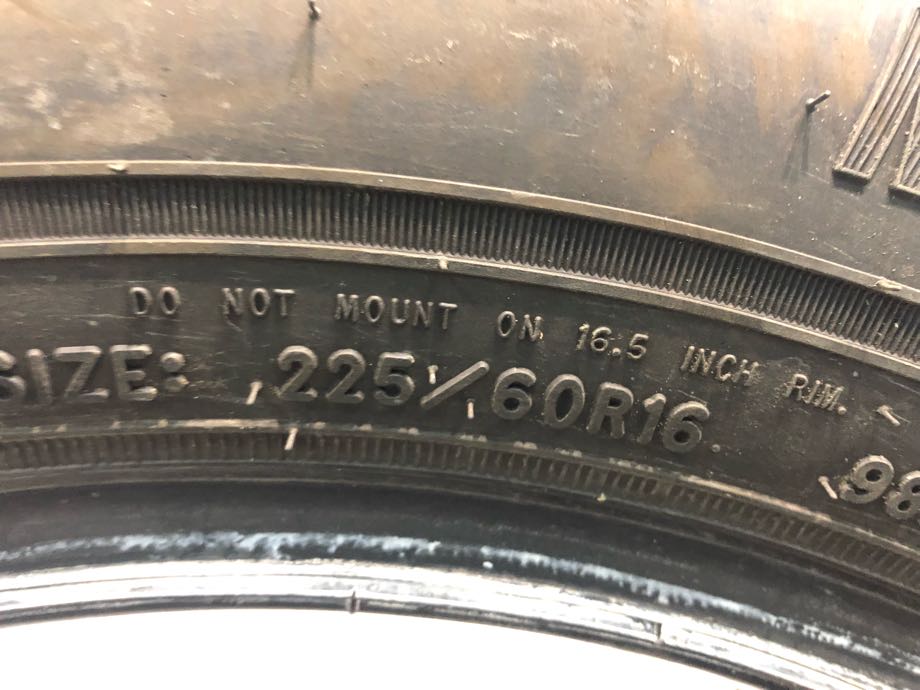 DO NOT MOUNT ON 16.5 INCH RIM.
SIZE: 225/60R16 98